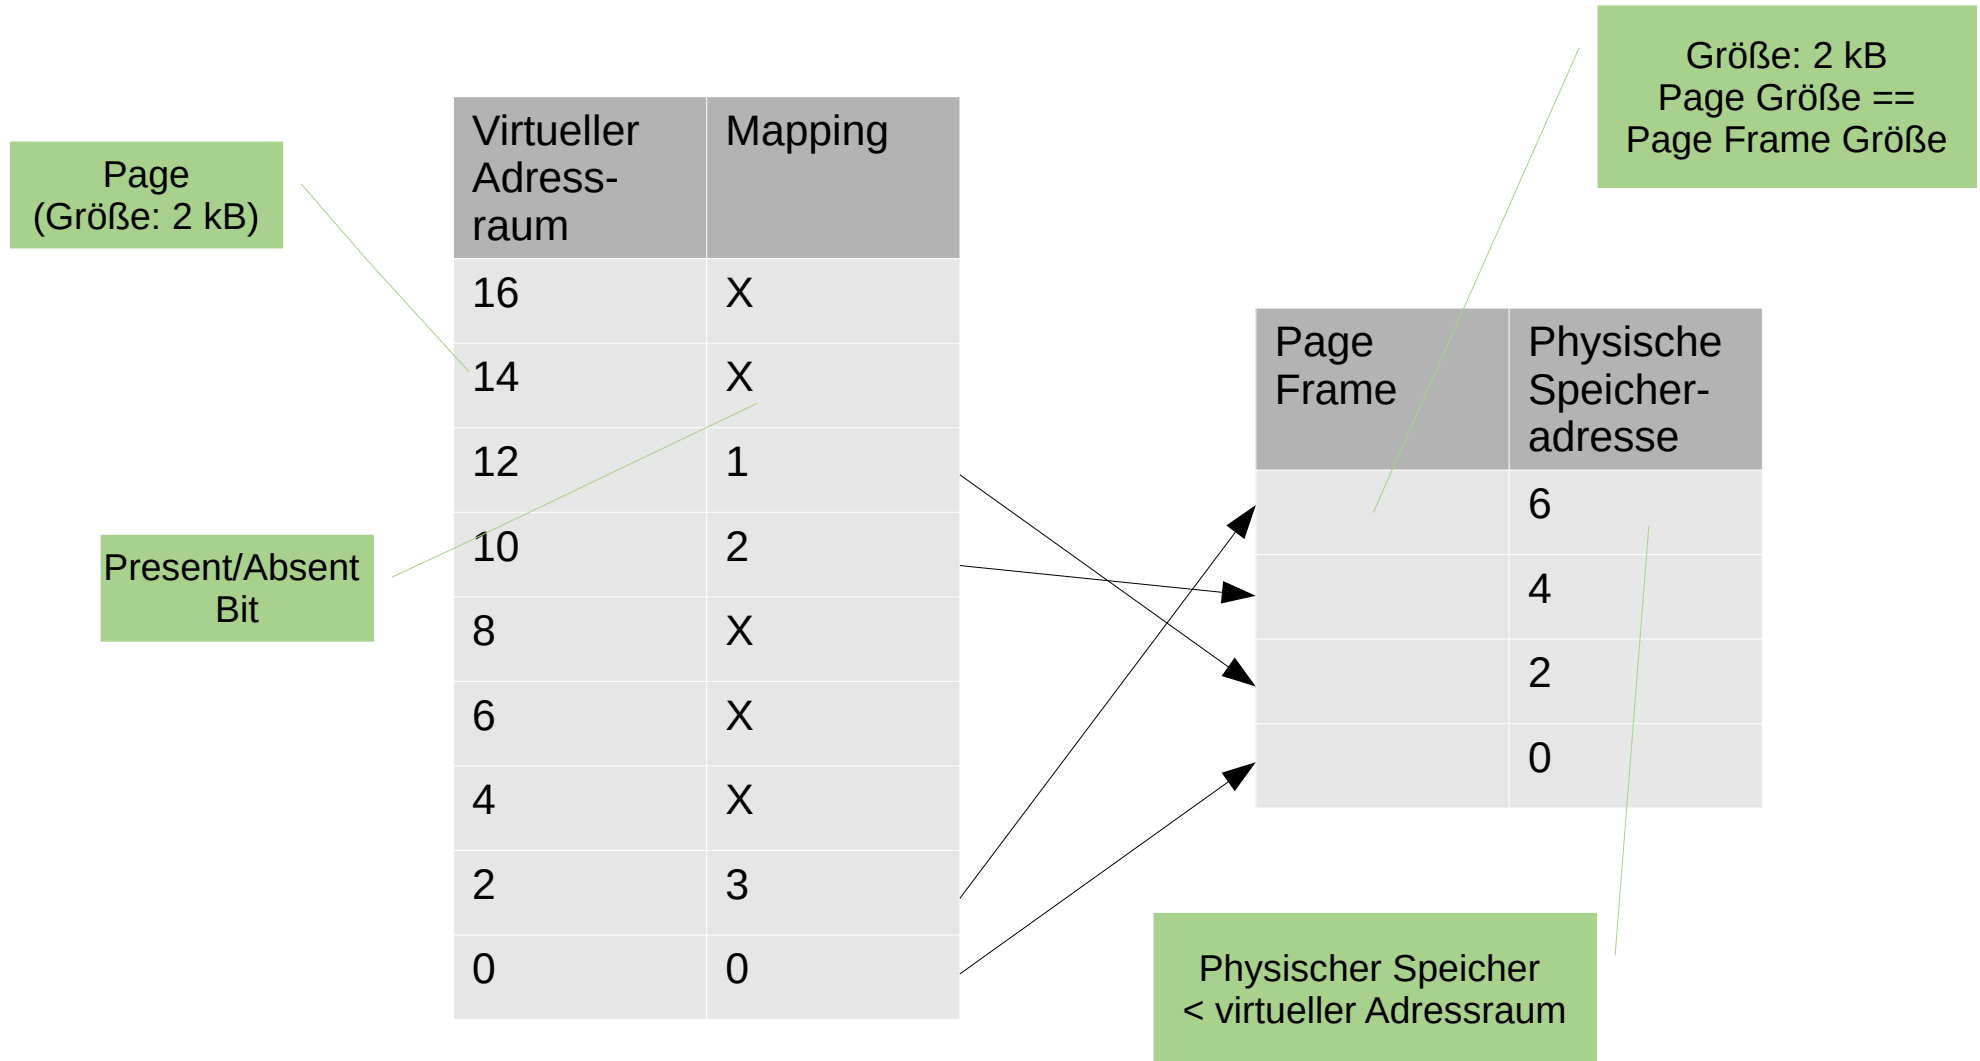 Größe: 2 kB
Page Größe ==
Page Frame Größe
Page
(Größe: 2 kB)
Virtueller
Adress-
raum
Mapping
16 X
14 X
12 1
10 2
8 X
6 X
4 X
2 3
0 0
Present/Absent
Bit
Page
Frame
Physische
Speicher-
adresse
6
4
2
0
Physischer Speicher
< virtueller Adressraum